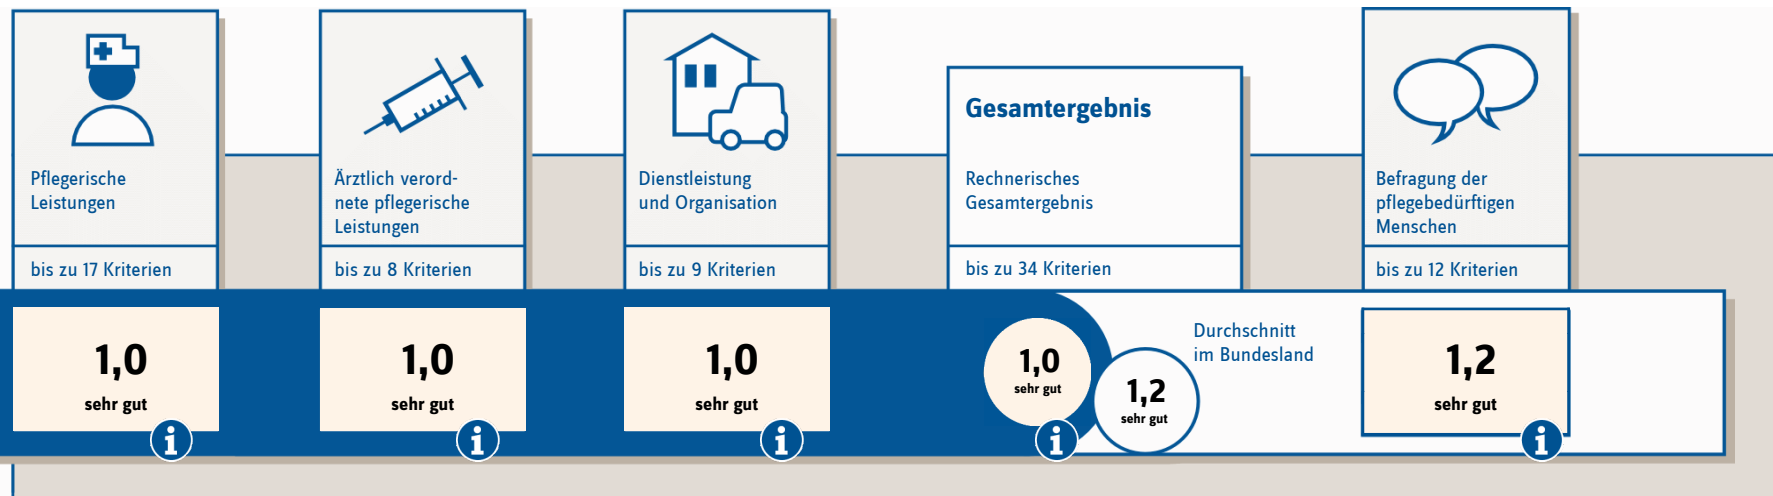 Pflegerische
Leistungen
bis zu 17 Kriterien
1,0
sehr gut
i
Ärztlich verord-
nete pflegerische
Leistungen
bis zu 8 Kriterien
1,0
sehr gut
i
Dienstleistung
und Organisation
bis zu 9 Kriterien
1,0
sehr gut
i
Gesamtergebnis
Rechnerisches
Gesamtergebnis
bis zu 34 Kriterien
1,0
sehr gut
i
Durchschnitt
im Bundesland
1,2
sehr gut
Befragung der
pflegebedürftigen
Menschen
bis zu 12 Kriterien
1,2
sehr gut
i